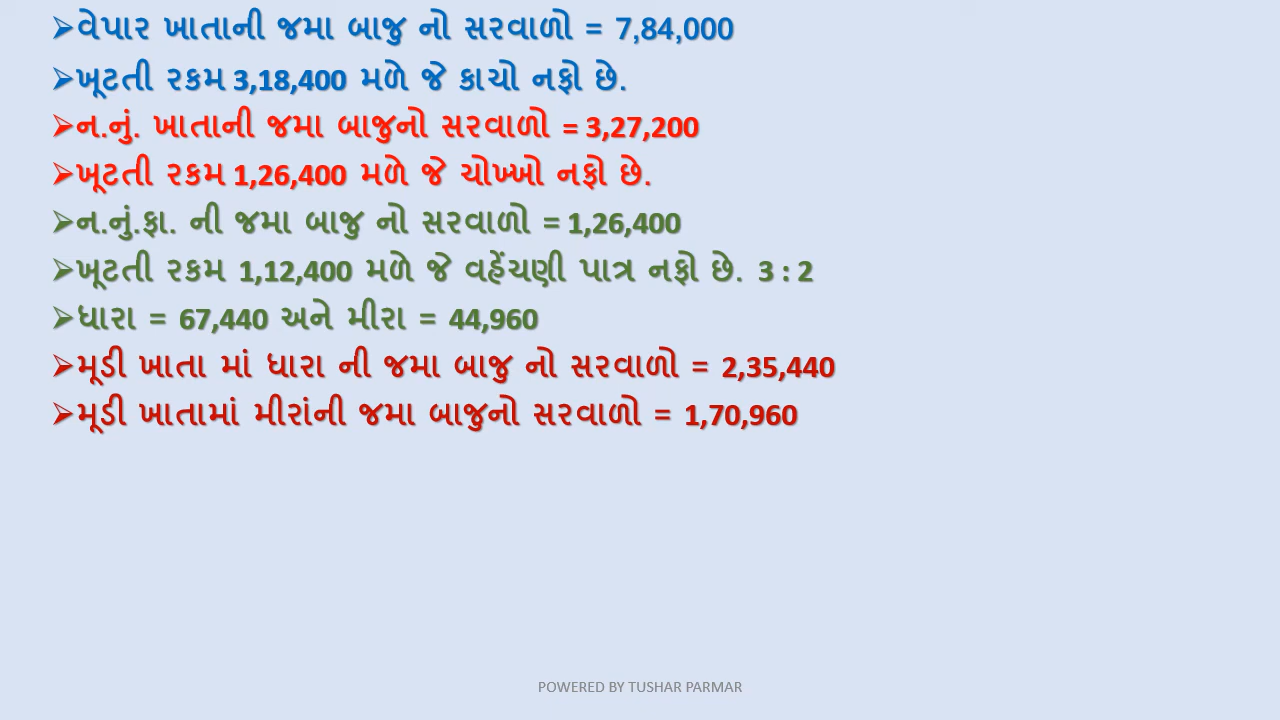 ➢વેપાર ખાતાની જમા બાજુ નો સરવાળો = 7,84,000
➢ખૂટતી રકમ 3,18,400 મળે જે કાચો નફો છે.
➢ન.નું. ખાતાની જમા બાજુનો સરવાળો = 3,27,200
➢ખૂટતી રકમ 1,26,400 મળે જે ચોખ્ખો નફો છે.
➢ન.નું.ફા. ની જમા બાજુ નો સરવાળો = 1,26,400
➢ખૂટતી રકમ 1,12,400 મળે જે વહેંચણી પાત્ર નફો છે. 3 : 2
➢ધારા = 67,440 અને મીરા = 44,960
➢મૂડી ખાતા માં ધારા ની જમા બાજુ નો સરવાળો = 2,35,440
➢મૂડી ખાતામાં મીરાંની જમા બાજુનો સરવાળો = 1,70,960
POWERED BY TUSHAR PARMAR